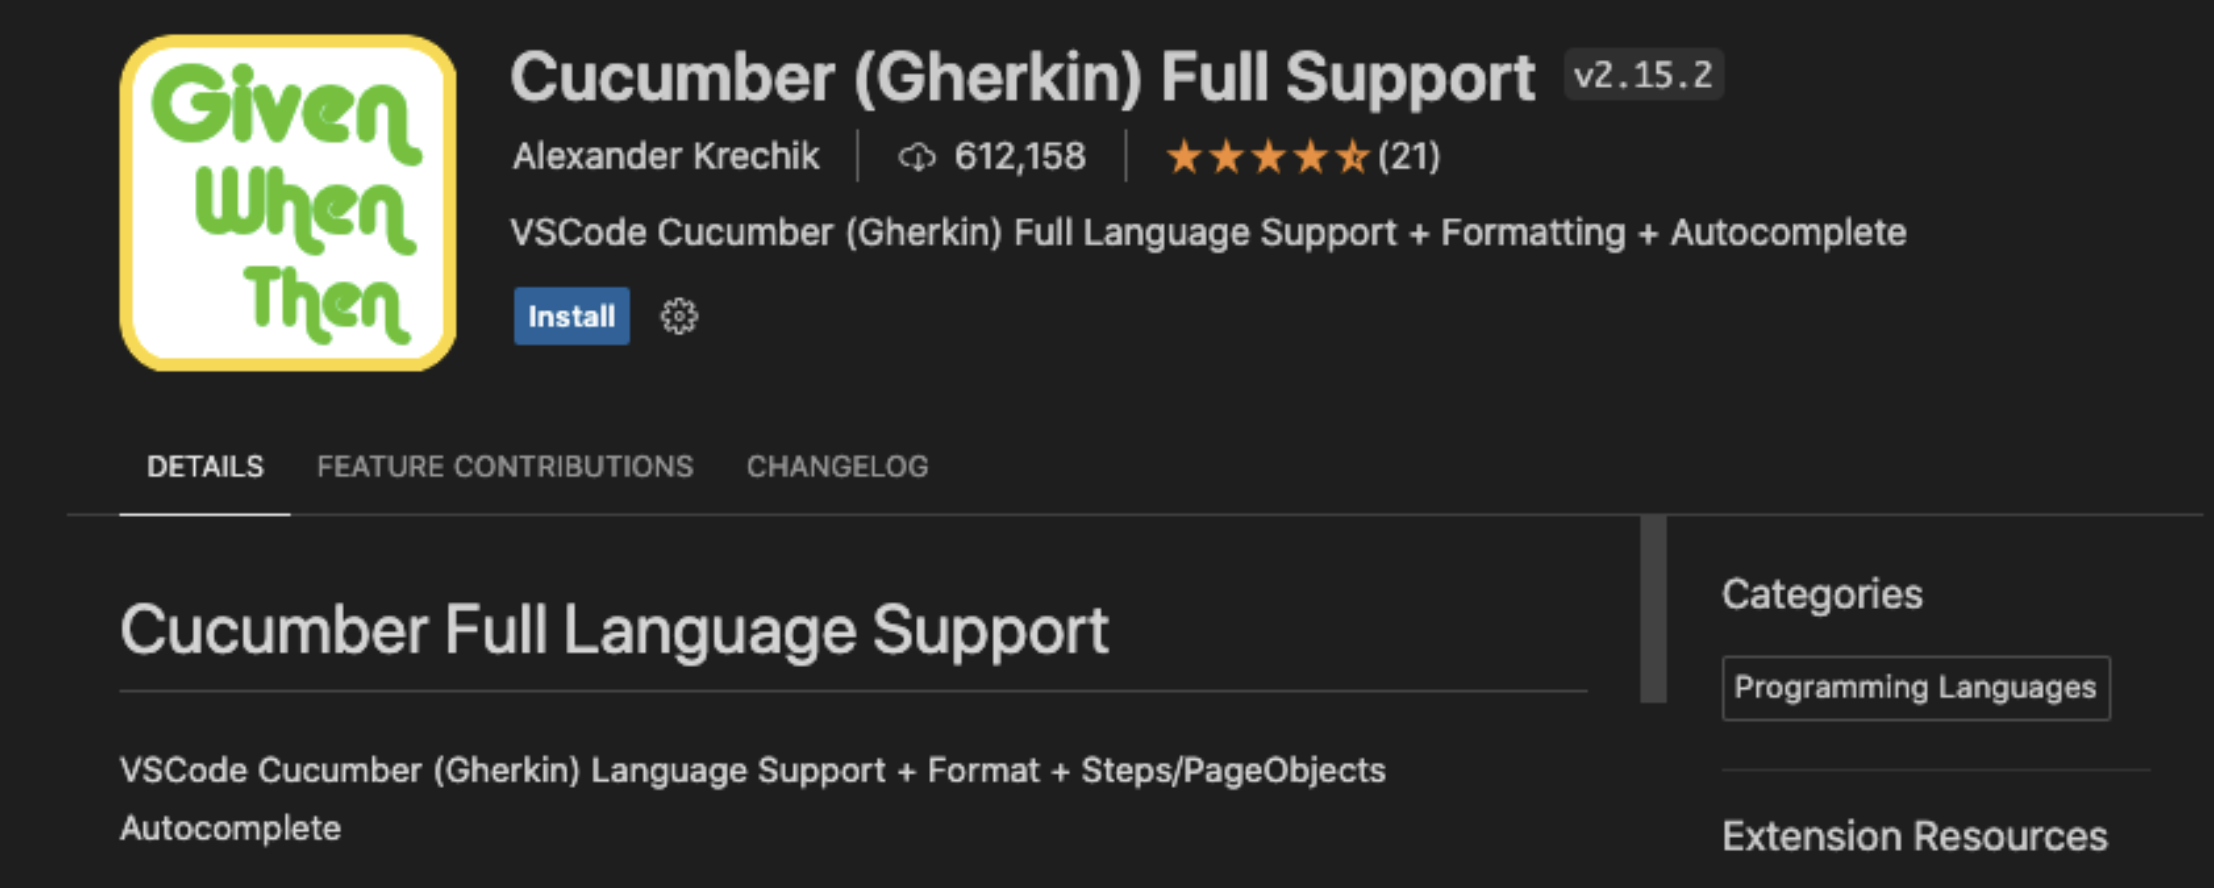 Given
When
Then
Cucumber (Gherkin) Full Support v2.15.2
Alexander Krechik 612,158 (21)
VSCode Cucumber (Gherkin) Full Language Support + Formatting + Autocomplete
Install
DETAILS FEATURE CONTRIBUTIONS CHANGELOG
Cucumber Full Language Support
VSCode Cucumber (Gherkin) Language Support + Format + Steps/PageObjects
Autocomplete
Categories
Programming Languages
Extension Resources